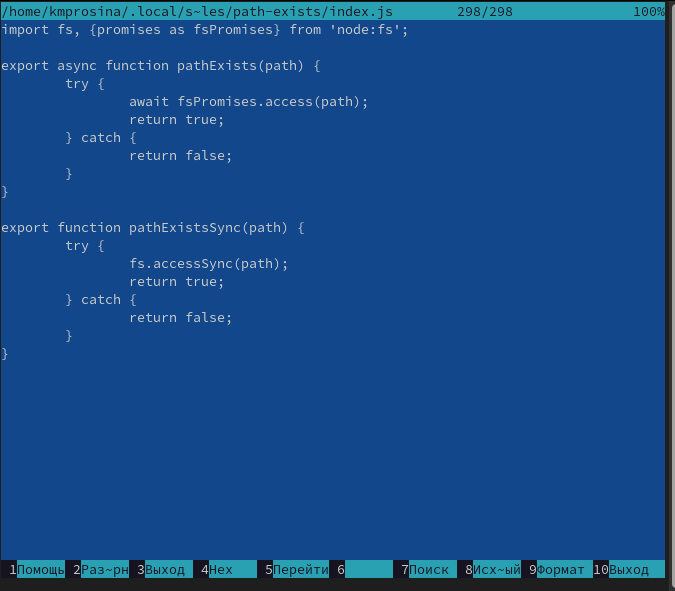 /home/kmprosina/.local/s~les/path-exists/index.js 298/298 100%
import fs, {promises as fsPromises} from 'node:fs';
export async function pathExists(path) {
try {
await fsPromises.access(path);
return true;
} catch {
return false;
}
}
export function pathExistsSync(path) {
try {
fs.accessSync(path);
return true;
} catch {
return false;
}
}
1Помощь 2Раз~рн 3Выход 4Hex 5Перейти 6 7Поиск 8Исх~ый 9Формат 10Выход